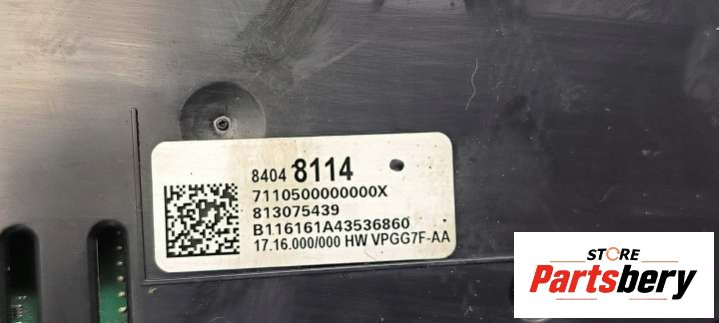 8404 8114
7110500000000X
813075439
B116161A43536860
17.16.000/000 HW VPGG7F-AA
STORE
Partsbery